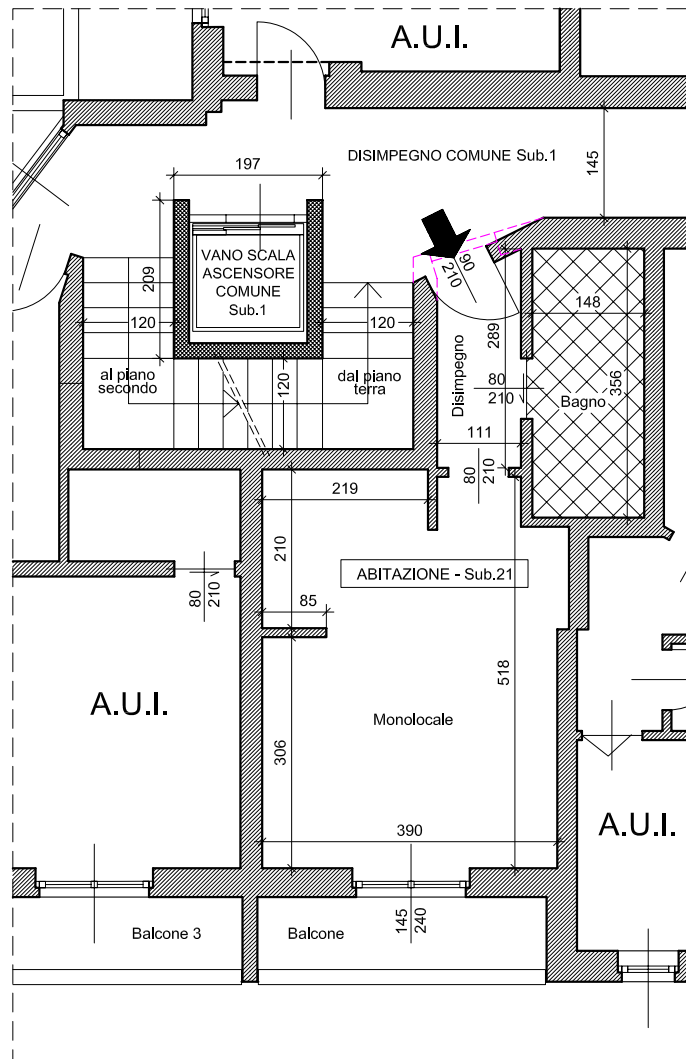 A.U.I.
197
DISIMPEGNO COMUNE Sub.1
145
VANO SCALA
ASCENSORE
COMUNE
Sub.1
209
90
210
120
120
289
148
al piano
secondo
120
dal piano
terra
Disimpegno
80
210
Bagno
356
111
80
210
219
210
ABITAZIONE - Sub.21
80
210
85
518
A.U.I.
Monolocale
306
390
A.U.I.
Balcone 3
Balcone
145
240